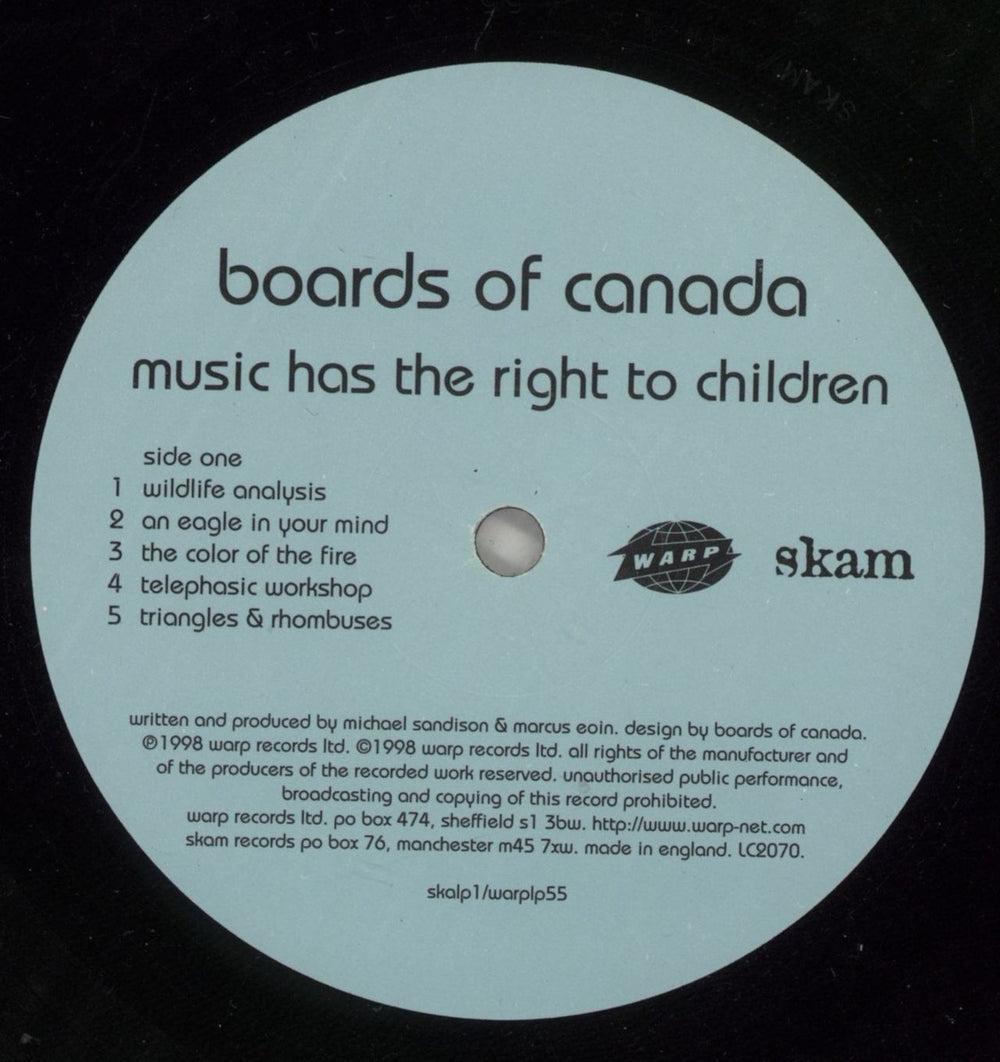 boards of canada
music has the right to children
side one
1 wildlife analysis
2 an eagle in your mind
3 the color of the fire
4 telephasic workshop
5 triangles & rhombuses
WARP
skam
written and produced by michael sandison & marcus eoin. design by boards of canada.
℗1998 warp records ltd. ©1998 warp records ltd. all rights of the manufacturer and
of the producers of the recorded work reserved. unauthorised public performance,
broadcasting and copying of this record prohibited.
warp records ltd. po box 474, sheffield s1 3bw. http://www.warp-net.com
skam records po box 76, manchester m45 7xw. made in england. LC2070.
skalp1/warplp55